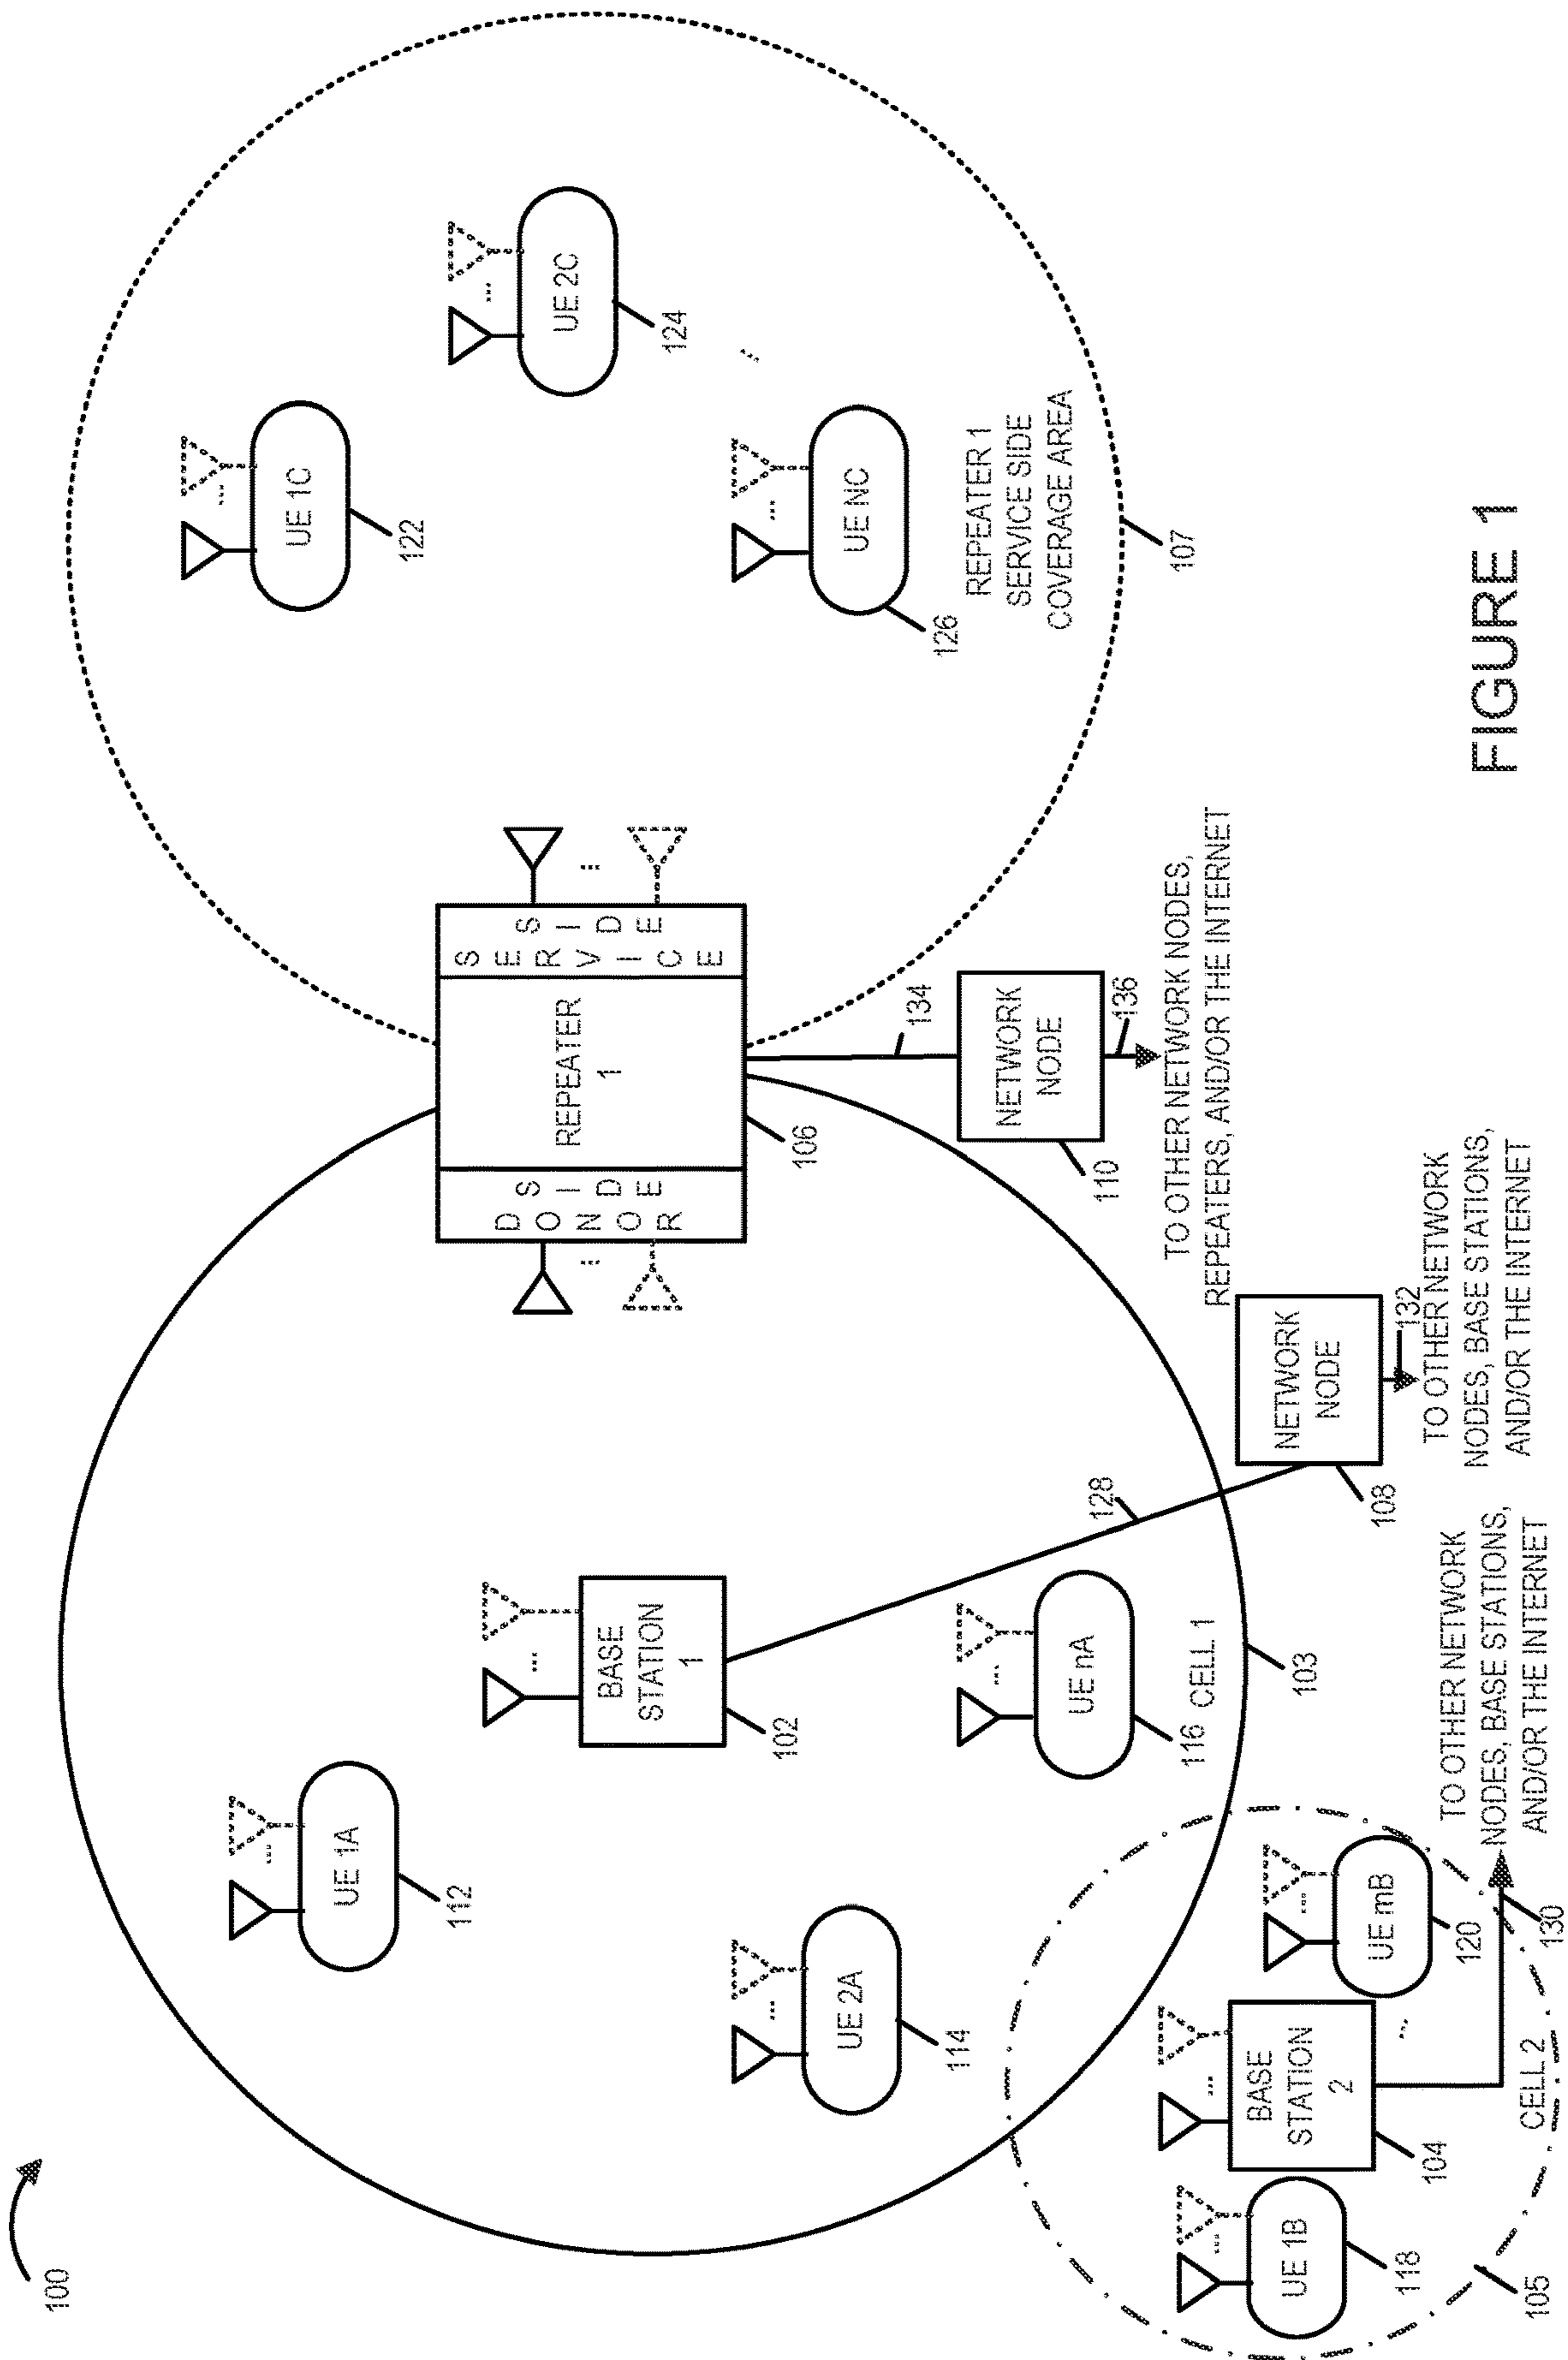 100
UE 1A
...
112
UE 2A
...
114
BASE
STATION
1
...
102
UE nA
...
116
CELL 1
103
128
DONOR
SIDE
...
REPEATER
1
SERVICE
SIDE
...
106
134
NETWORK
NODE
110
136
TO OTHER NETWORK NODES,
REPEATERS, AND/OR THE INTERNET
UE 1C
...
122
UE 2C
...
124
...
UE NC
...
126
REPEATER 1
SERVICE SIDE
COVERAGE AREA
107
NETWORK
NODE
108
132
TO OTHER NETWORK
NODES, BASE STATIONS,
AND/OR THE INTERNET
UE 1B
...
118
BASE
STATION
2
...
104
...
UE mB
...
120
130
TO OTHER NETWORK
NODES, BASE STATIONS,
AND/OR THE INTERNET
CELL 2
105
FIGURE 1